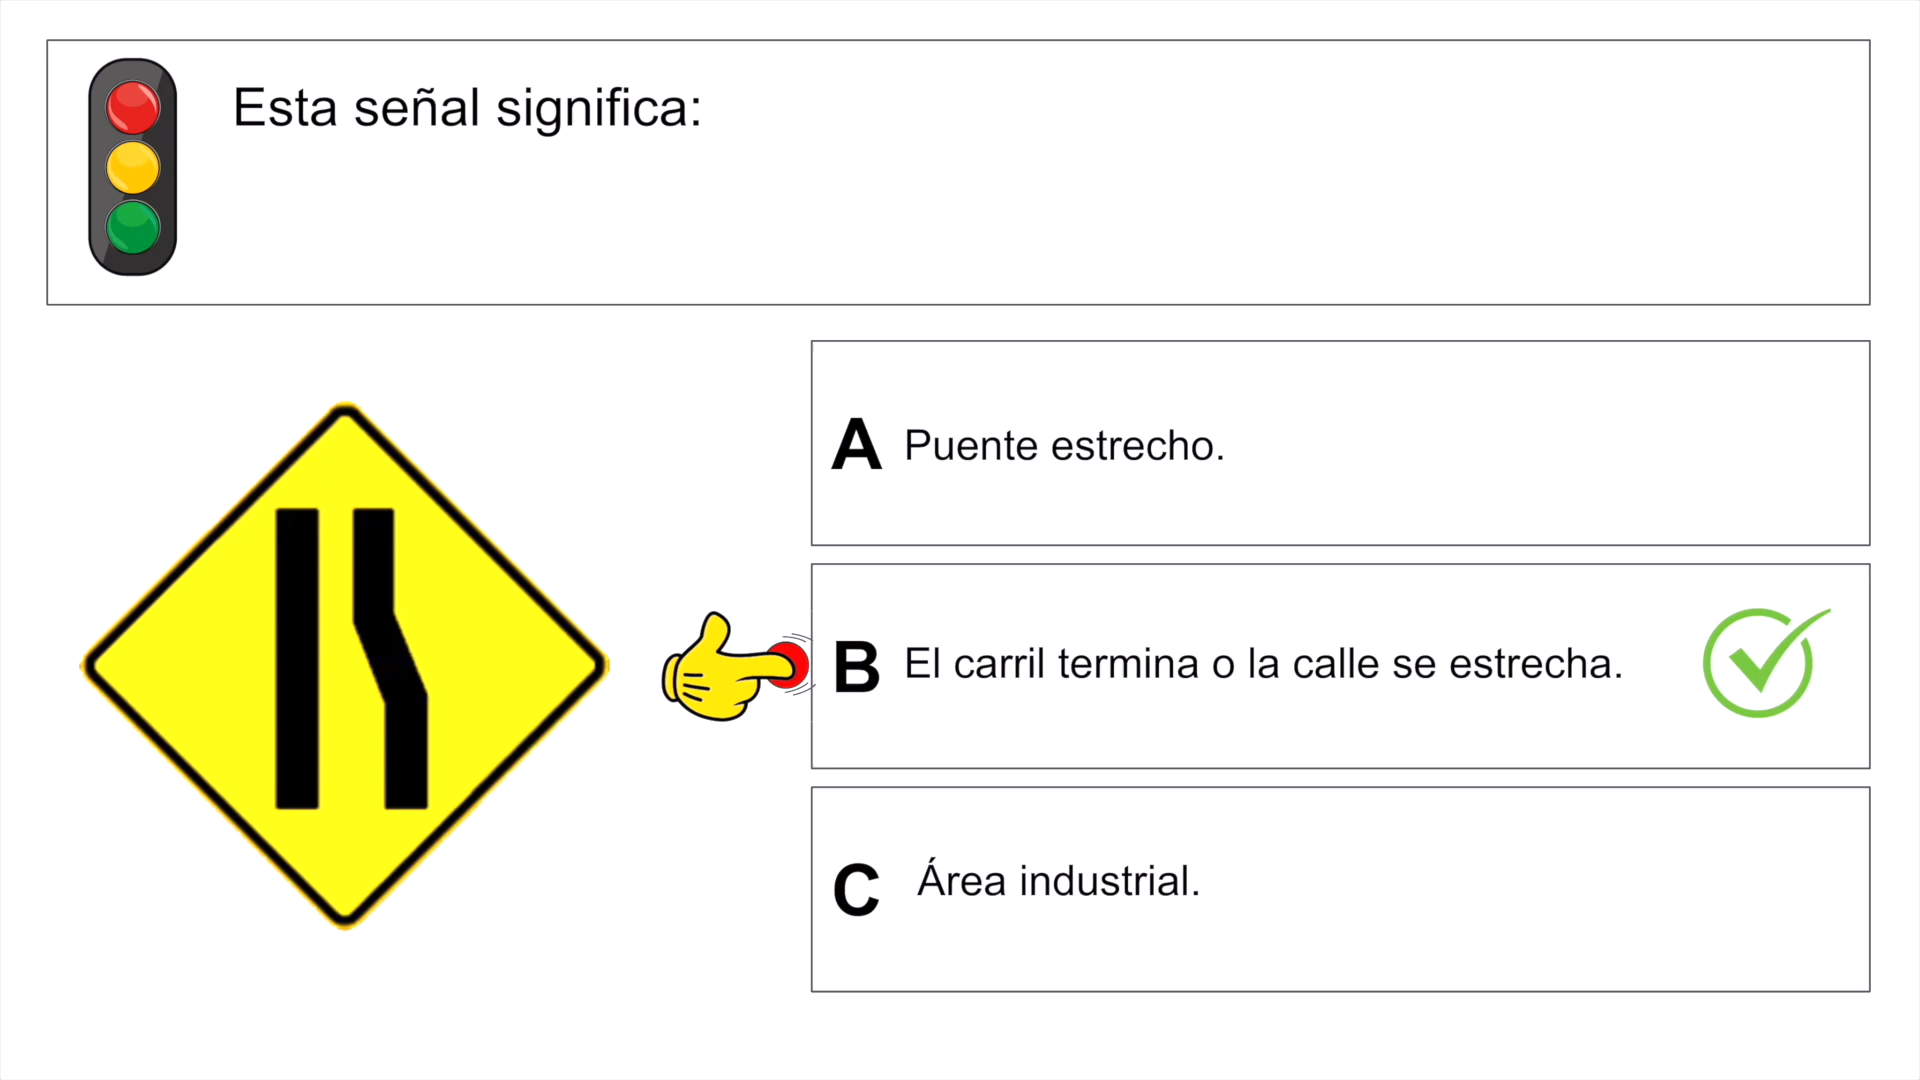 Esta señal significa:
A Puente estrecho.
B El carril termina o la calle se estrecha.
C Área industrial.